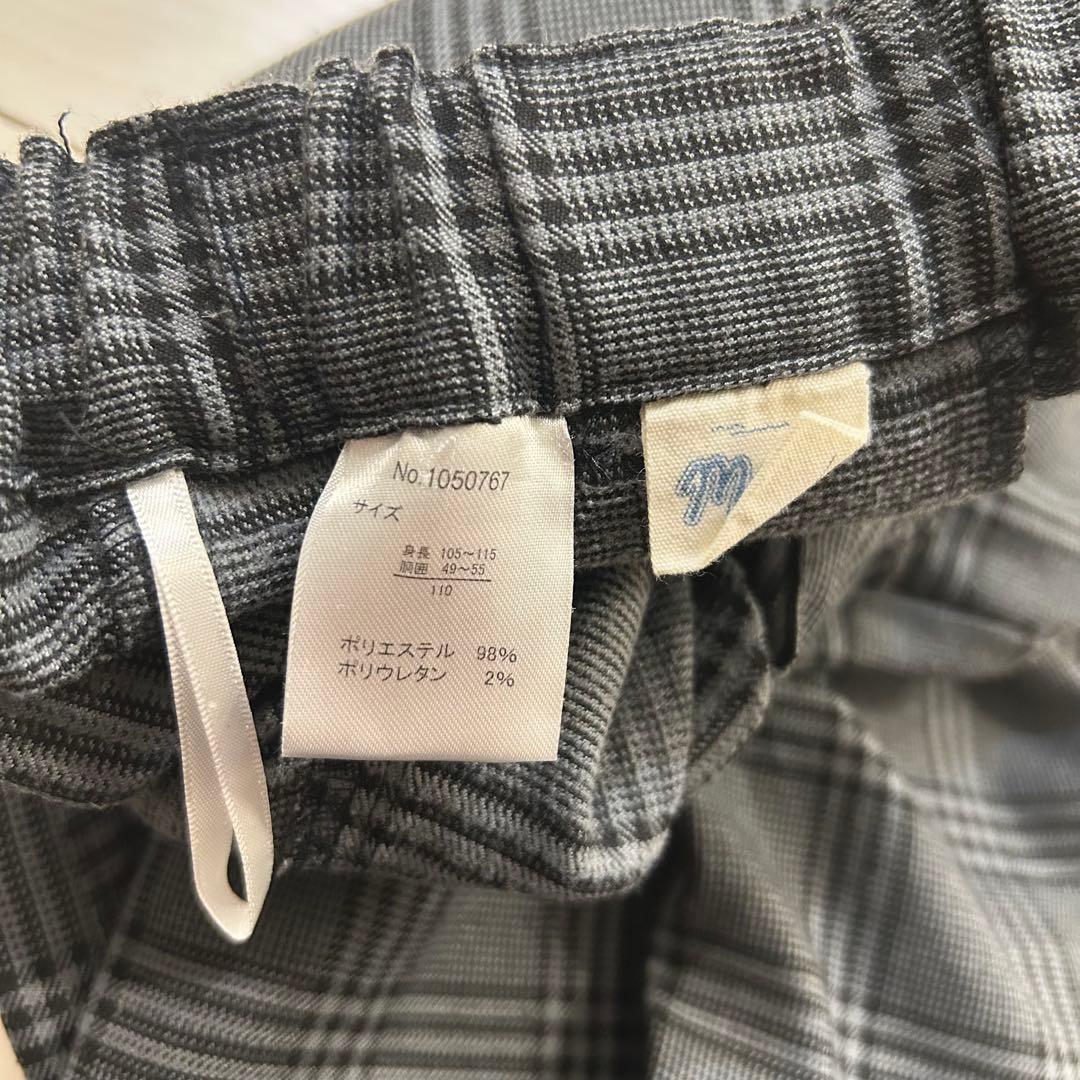 No.1050767
サイズ
身長 105〜115
胴囲 49〜55
110
ポリエステル 98%
ポリウレタン 2%